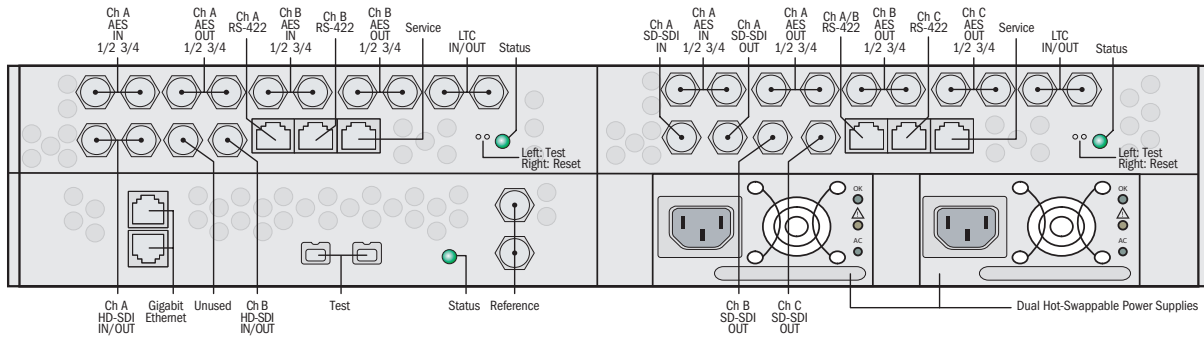 Ch A
AES
IN
1/2 3/4
Ch A
AES
OUT
1/2 3/4
Ch A
RS-422
Ch B
AES
IN
1/2 3/4
Ch B
RS-422
Ch B
AES
OUT
1/2 3/4
Service
LTC
IN/OUT
Status
Ch A
SD-SDI
IN
Ch A
AES
IN
1/2 3/4
Ch A
SD-SDI
OUT
Ch A
AES
OUT
1/2 3/4
Ch A/B
RS-422
Ch B
AES
OUT
1/2 3/4
Ch C
RS-422
Ch C
AES
OUT
1/2 3/4
Service
LTC
IN/OUT
Status
Left: Test
Right: Reset
Left: Test
Right: Reset
OK
AC
OK
AC
Ch A
HD-SDI
IN/OUT
Gigabit
Ethernet
Unused
Ch B
HD-SDI
IN/OUT
Test
Status
Reference
Ch B
SD-SDI
OUT
Ch C
SD-SDI
OUT
Dual Hot-Swappable Power Supplies